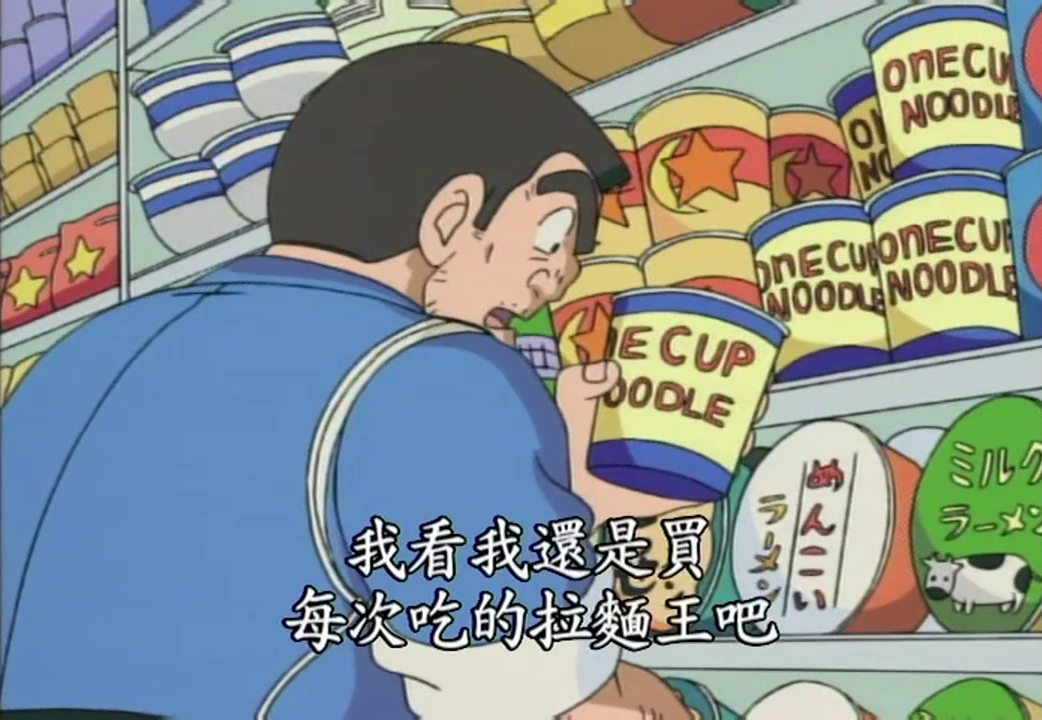 ONE CUP
NOODLE
ONE CUP
NOODLE
ONE CUP
NOODLE
E CUP
OODLE
めんこい
ラーメン
ミルク
ラーメン
我看我還是買
每次吃的拉麵王吧